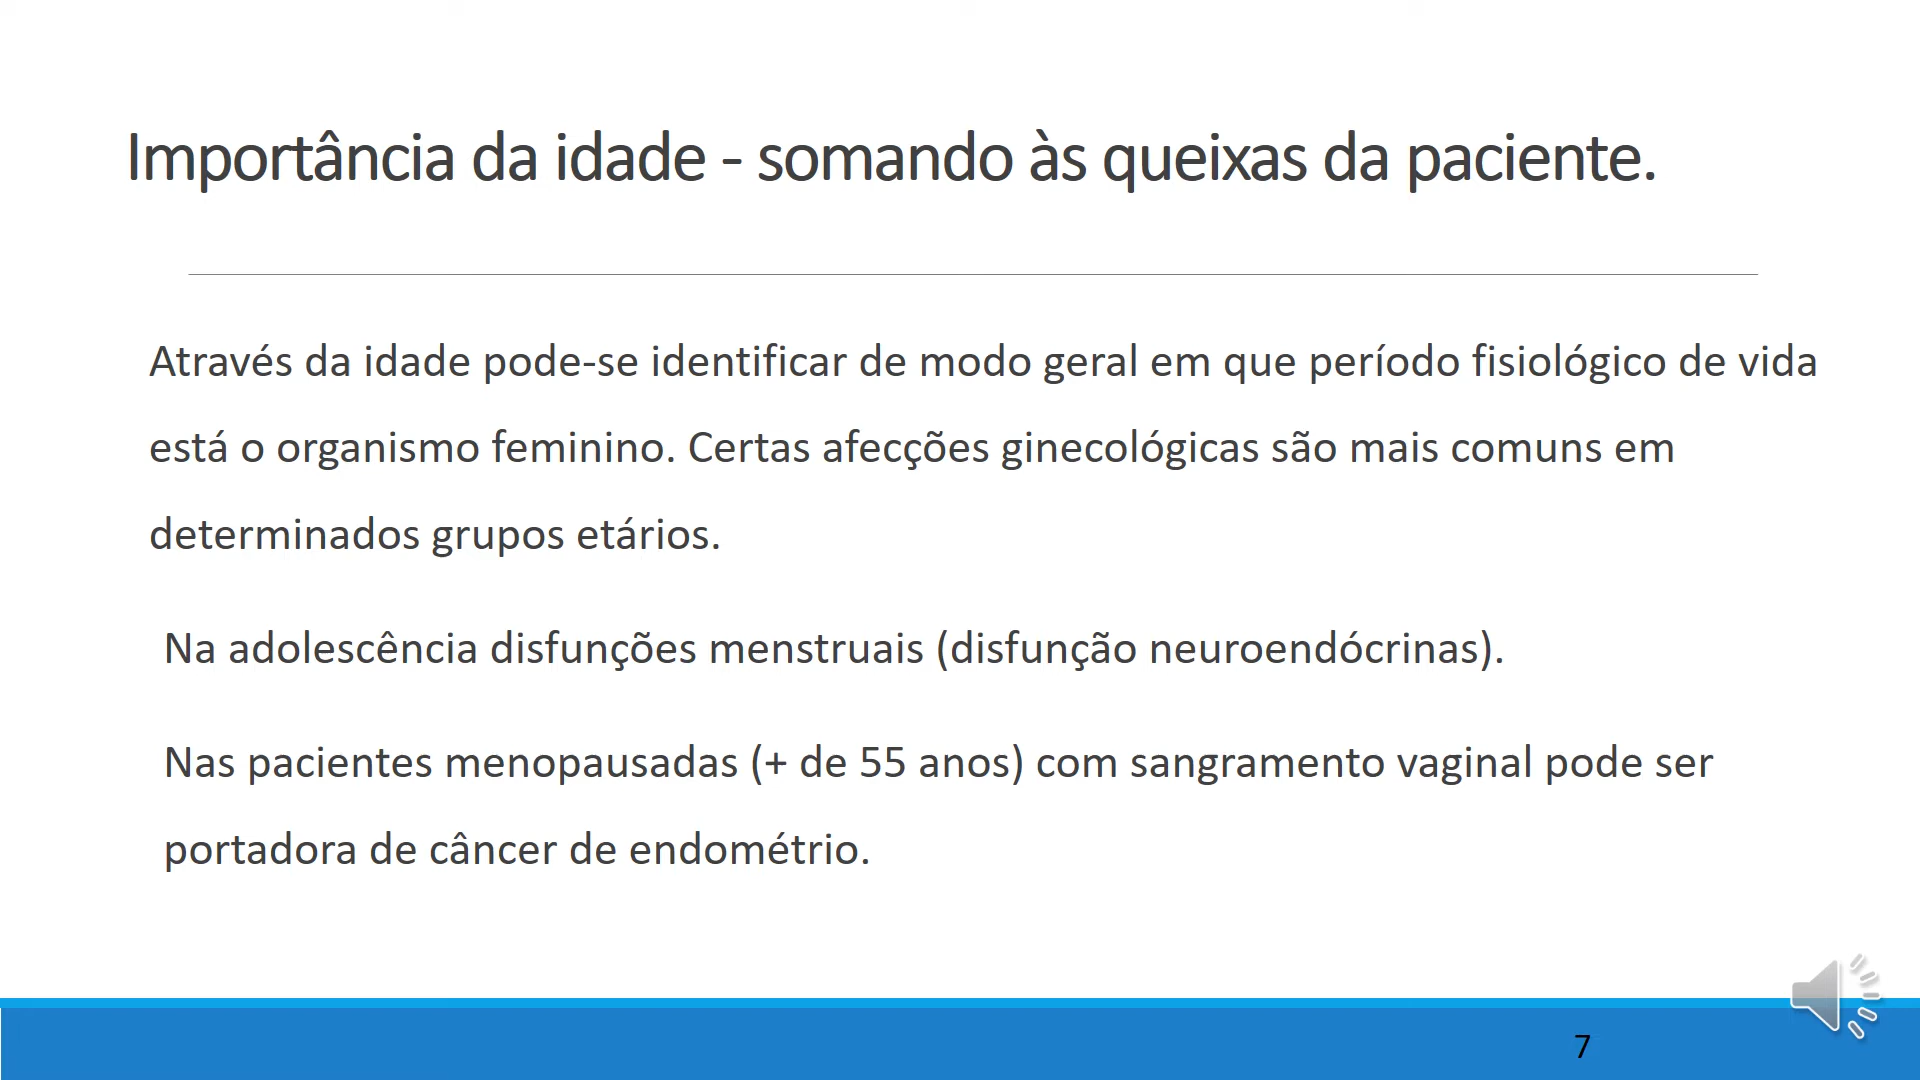 Importância da idade - somando às queixas da paciente.
Através da idade pode-se identificar de modo geral em que período fisiológico de vida
está o organismo feminino. Certas afecções ginecológicas são mais comuns em
determinados grupos etários.
Na adolescência disfunções menstruais (disfunção neuroendócrinas).
Nas pacientes menopausadas (+ de 55 anos) com sangramento vaginal pode ser
portadora de câncer de endométrio.
7